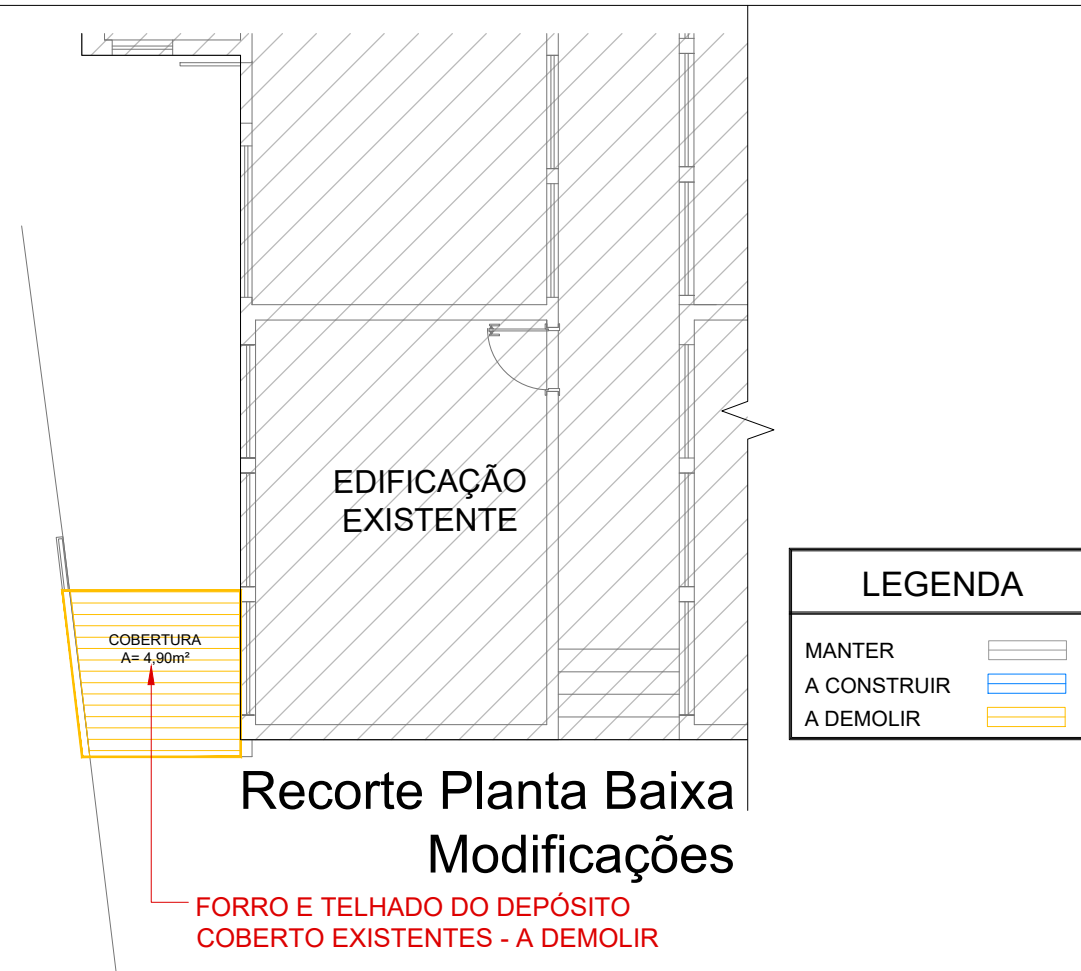 EDIFICAÇÃO
EXISTENTE
COBERTURA
A= 4,90m²
LEGENDA
MANTER
A CONSTRUIR
A DEMOLIR
Recorte Planta Baixa
Modificações
FORRO E TELHADO DO DEPÓSITO
COBERTO EXISTENTES - A DEMOLIR